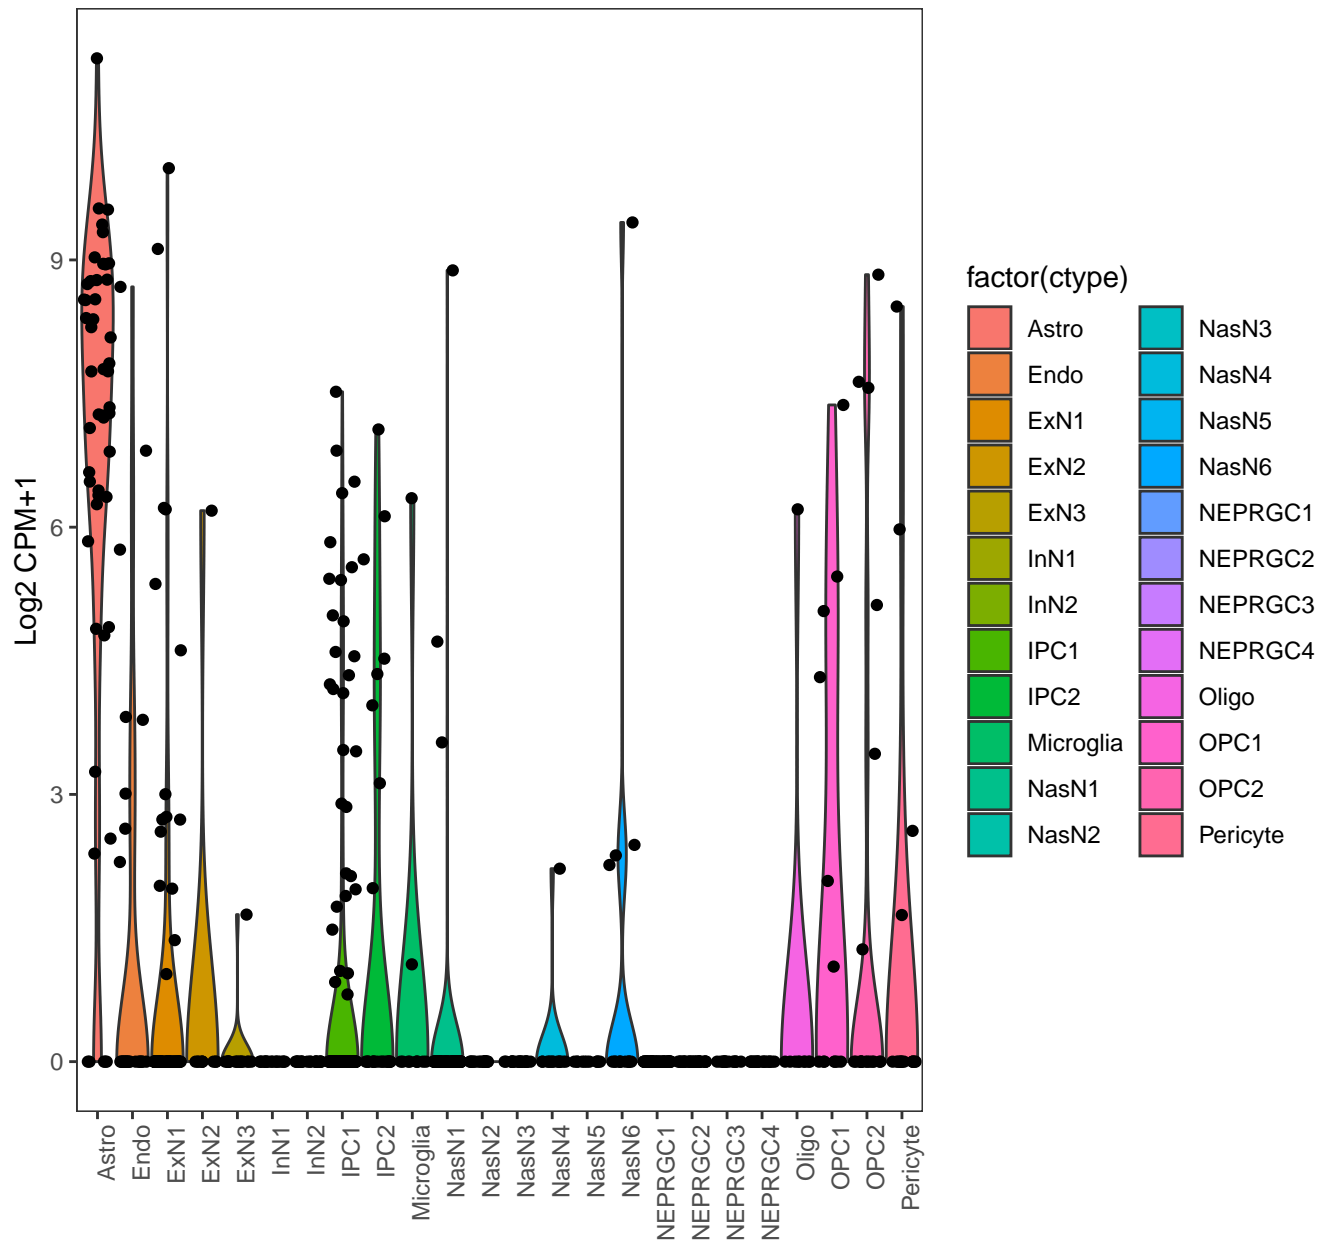 9
6
3
0
Log2 CPM+1
Astro
Endo
ExN1
ExN2
ExN3
InN1
InN2
IPC1
IPC2
Microglia
NasN1
NasN2
NasN3
NasN4
NasN5
NasN6
NEPRGC1
NEPRGC2
NEPRGC3
NEPRGC4
Oligo
OPC1
OPC2
Pericyte
factor(ctype)
Astro
Endo
ExN1
ExN2
ExN3
InN1
InN2
IPC1
IPC2
Microglia
NasN1
NasN2
NasN3
NasN4
NasN5
NasN6
NEPRGC1
NEPRGC2
NEPRGC3
NEPRGC4
Oligo
OPC1
OPC2
Pericyte